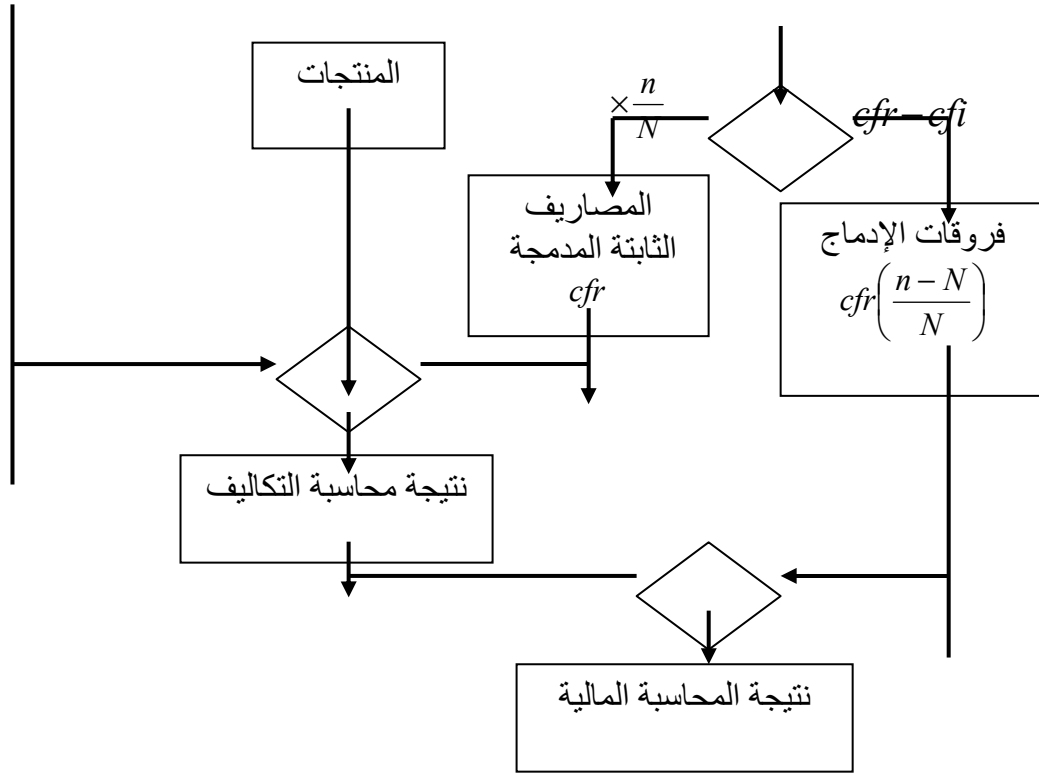 المنتجات
× n/N
cfr – cfi
المصاريف
الثابتة المدمجة
cfr
فروقات الإدماج
cfr((n − N)/N)
نتيجة محاسبة التكاليف
نتيجة المحاسبة المالية